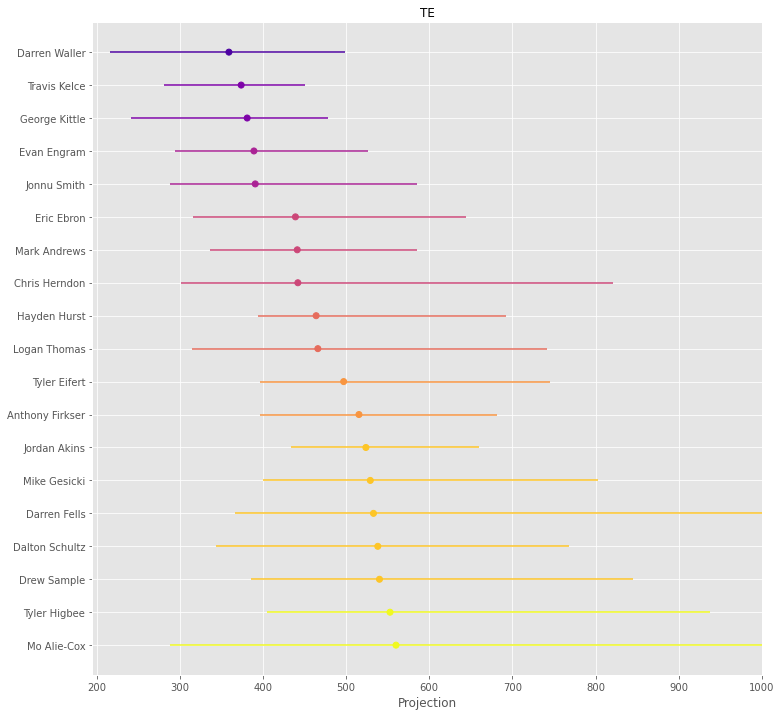 TE
Darren Waller
Travis Kelce
George Kittle
Evan Engram
Jonnu Smith
Eric Ebron
Mark Andrews
Chris Herndon
Hayden Hurst
Logan Thomas
Tyler Eifert
Anthony Firkser
Jordan Akins
Mike Gesicki
Darren Fells
Dalton Schultz
Drew Sample
Tyler Higbee
Mo Alie-Cox
200 300 400 500 600 700 800 900 1000
Projection